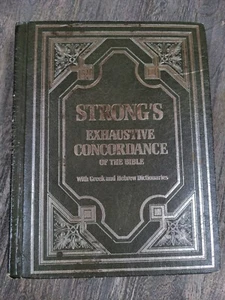 STRONG'S
EXHAUSTIVE
CONCORDANCE
OF THE BIBLE
With Greek and Hebrew Dictionaries